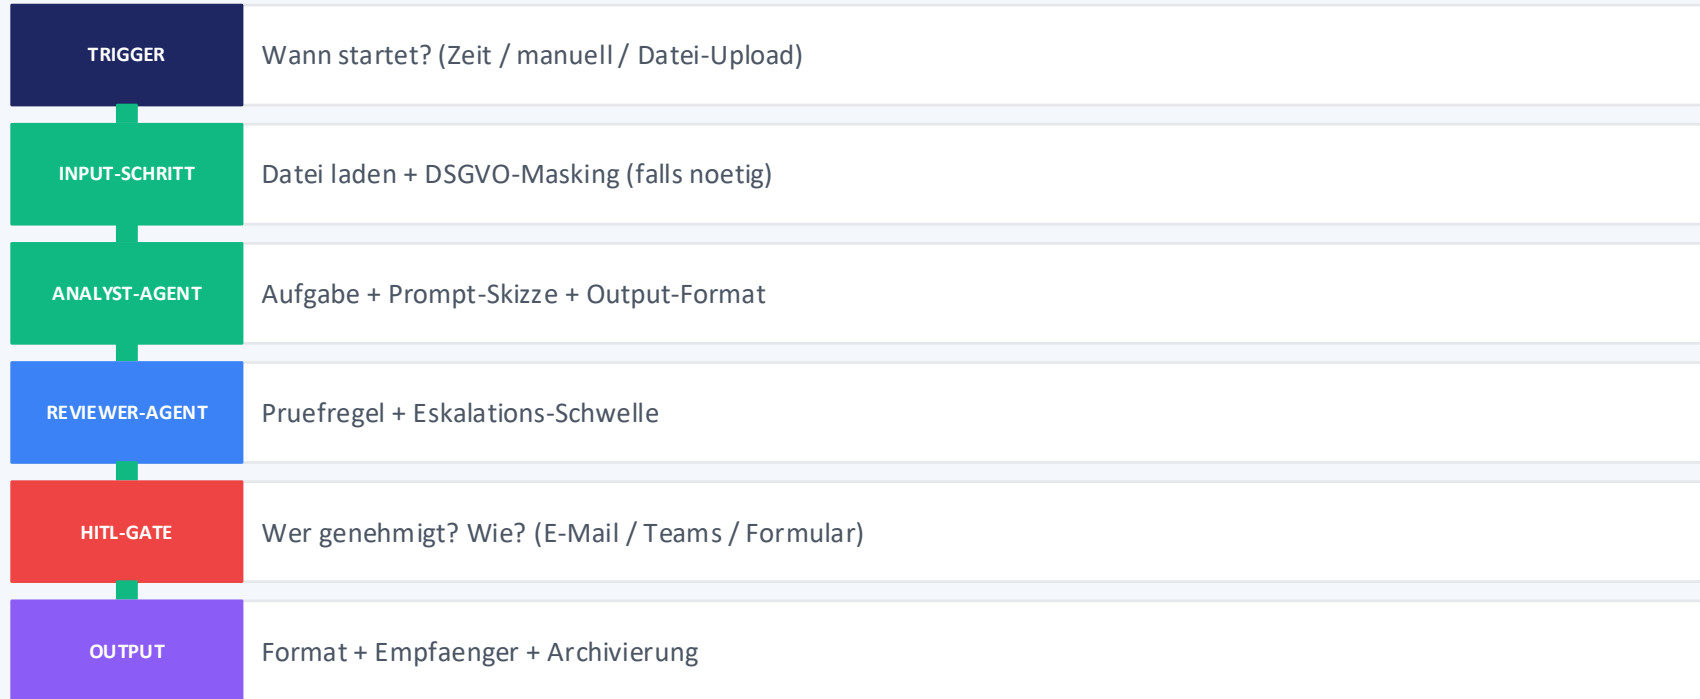 TRIGGER
Wann startet? (Zeit / manuell / Datei-Upload)
INPUT-SCHRITT
Datei laden + DSGVO-Masking (falls noetig)
ANALYST-AGENT
Aufgabe + Prompt-Skizze + Output-Format
REVIEWER-AGENT
Pruefregel + Eskalations-Schwelle
HITL-GATE
Wer genehmigt? Wie? (E-Mail / Teams / Formular)
OUTPUT
Format + Empfaenger + Archivierung